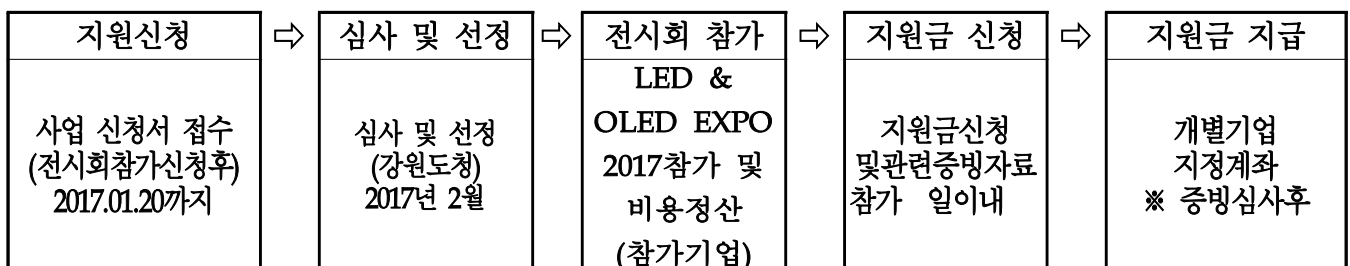 지원신청
사업 신청서 접수
(전시회참가신청후)
2017.01.20까지
⇨
심사 및 선정
심사 및 선정
(강원도청)
2017년 2월
⇨
전시회 참가
LED &
OLED EXPO
2017참가 및
비용정산
(참가기업)
⇨
지원금 신청
지원금신청
및관련증빙자료
참가 일이내
⇨
지원금 지급
개별기업
지정계좌
※ 증빙심사후